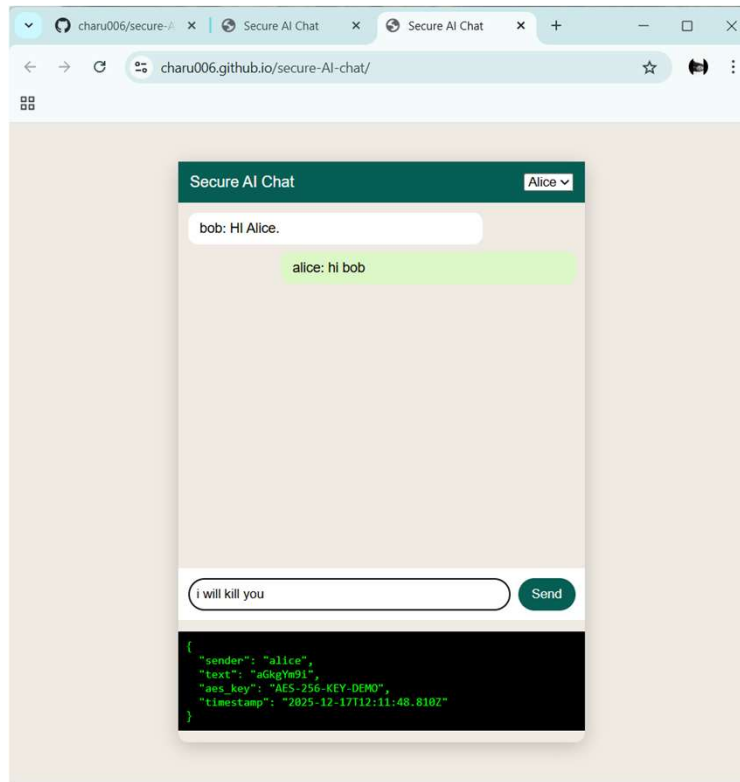 charu006/secure-A
Secure AI Chat
Secure AI Chat
charu006.github.io/secure-AI-chat/
Secure AI Chat
Alice
bob: HI Alice.
alice: hi bob
i will kill you
Send
{
"sender": "alice",
"text": "aGkgYm9i",
"aes_key": "AES-256-KEY-DEMO",
"timestamp": "2025-12-17T12:11:48.810Z"
}